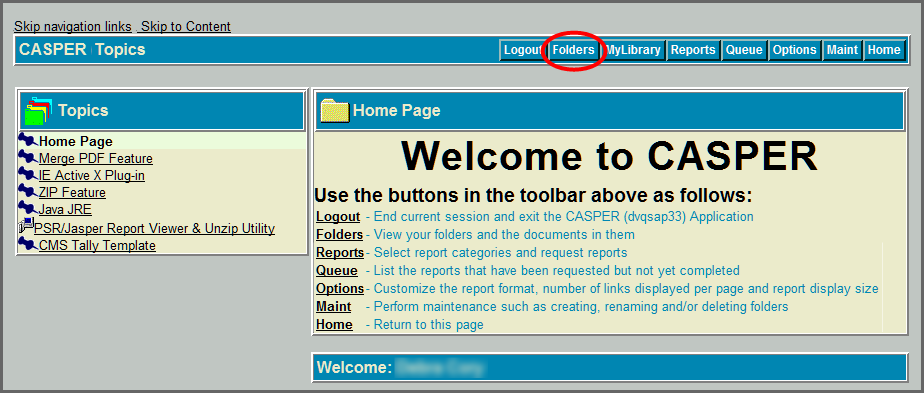 Skip navigation links  Skip to Content
CASPER Topics
Logout Folders MyLibrary Reports Queue Options Maint Home
Topics
Home Page
Merge PDF Feature
IE Active X Plug-in
ZIP Feature
Java JRE
PSR/Jasper Report Viewer & Unzip Utility
CMS Tally Template
Home Page
Welcome to CASPER
Use the buttons in the toolbar above as follows:
Logout - End current session and exit the CASPER (dvqsap33) Application
Folders - View your folders and the documents in them
Reports - Select report categories and request reports
Queue - List the reports that have been requested but not yet completed
Options - Customize the report format, number of links displayed per page and report display size
Maint - Perform maintenance such as creating, renaming and/or deleting folders
Home - Return to this page
Welcome: